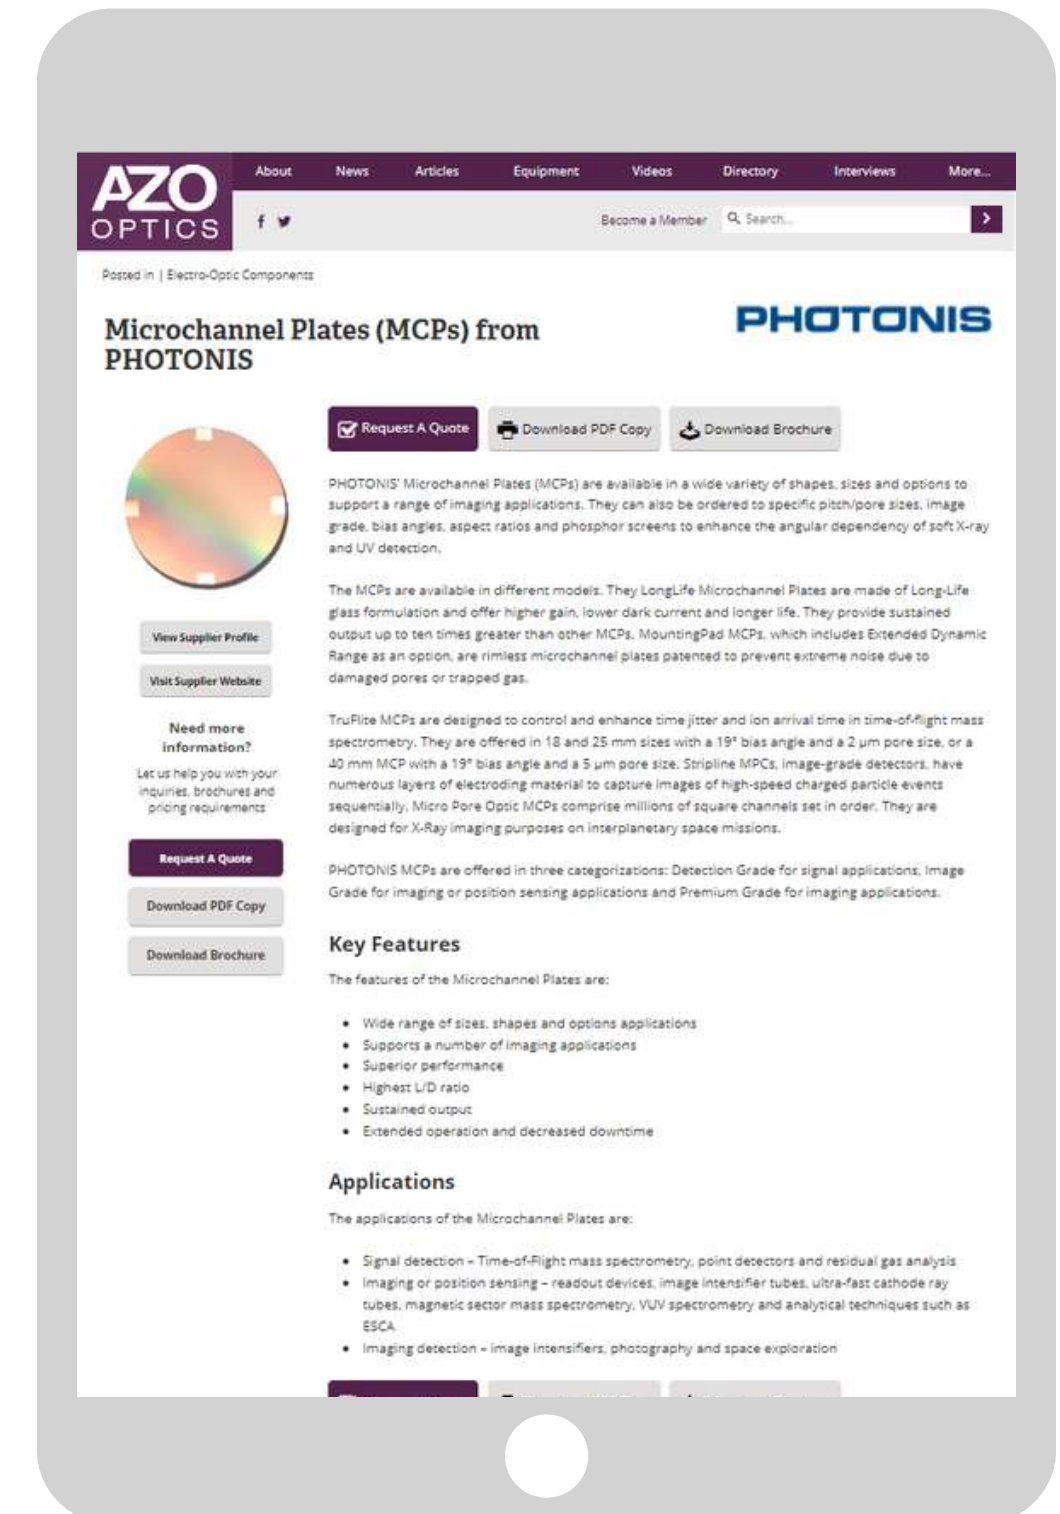 AZO
OPTICS
About News Articles Equipment Videos Directory Interviews More...
f Become a Member Search...
Posted in | Electro-Optic Components
PHOTONIS
Microchannel Plates (MCPs) from
PHOTONIS
Request A Quote Download PDF Copy Download Brochure
PHOTONIS' Microchannel Plates (MCPs) are available in a wide variety of shapes, sizes and options to
support a range of imaging applications. They can also be ordered to specific pitch/pore sizes, image
grade, bias angles, aspect ratios and phosphor screens to enhance the angular dependency of soft X-ray
and UV detection.
The MCPs are available in different models. They LongLife Microchannel Plates are made of Long-Life
glass formulation and offer higher gain, lower dark current and longer life. They provide sustained
output up to ten times greater than other MCPs. MountingPad MCPs, which includes Extended Dynamic
Range as an option, are rimless microchannel plates patented to prevent extreme noise due to
damaged pores or trapped gas.
TruFlite MCPs are designed to control and enhance time jitter and ion arrival time in time-of-flight mass
spectrometry. They are offered in 18 and 25 mm sizes with a 19° bias angle and a 2 µm pore size, or a
40 mm MCP with a 19° bias angle and a 5 µm pore size. Stripline MPCs, image-grade detectors, have
numerous layers of electroding material to capture images of high-speed charged particle events
sequentially. Micro Pore Optic MCPs comprise millions of square channels set in order. They are
designed for X-Ray imaging purposes on interplanetary space missions.
PHOTONIS MCPs are offered in three categorizations: Detection Grade for signal applications, Image
Grade for imaging or position sensing applications and Premium Grade for imaging applications.
View Supplier Profile
Visit Supplier Website
Need more
information?
Let us help you with your
inquiries, brochures and
pricing requirements
Request A Quote
Download PDF Copy
Download Brochure
Key Features
The features of the Microchannel Plates are:
• Wide range of sizes, shapes and options applications
• Supports a number of imaging applications
• Superior performance
• Highest L/D ratio
• Sustained output
• Extended operation and decreased downtime
Applications
The applications of the Microchannel Plates are:
• Signal detection – Time-of-Flight mass spectrometry, point detectors and residual gas analysis
• Imaging or position sensing – readout devices, image intensifier tubes, ultra-fast cathode ray
tubes, magnetic sector mass spectrometry, VUV spectrometry and analytical techniques such as
ESCA
• Imaging detection – image intensifiers, photography and space exploration